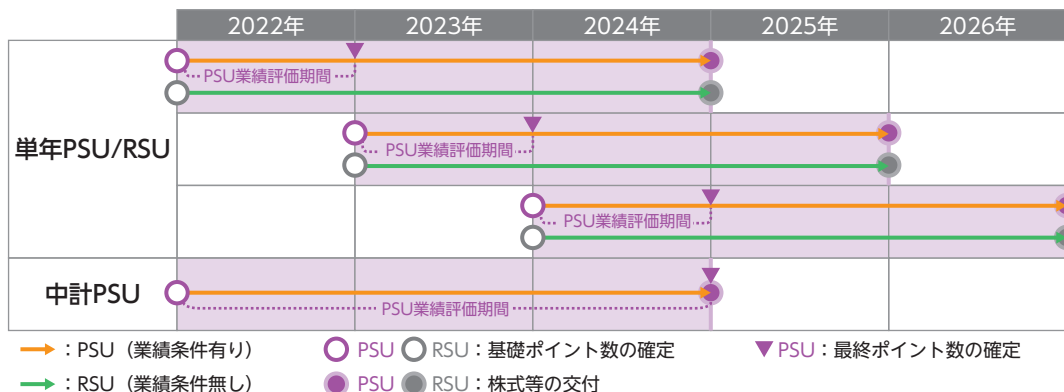 2022年 2023年 2024年 2025年 2026年
PSU業績評価期間
単年PSU/RSU
PSU業績評価期間
PSU業績評価期間
中計PSU
PSU業績評価期間
：PSU（業績条件有り） PSU RSU：基礎ポイント数の確定 PSU：最終ポイント数の確定
：RSU（業績条件無し） PSU RSU：株式等の交付